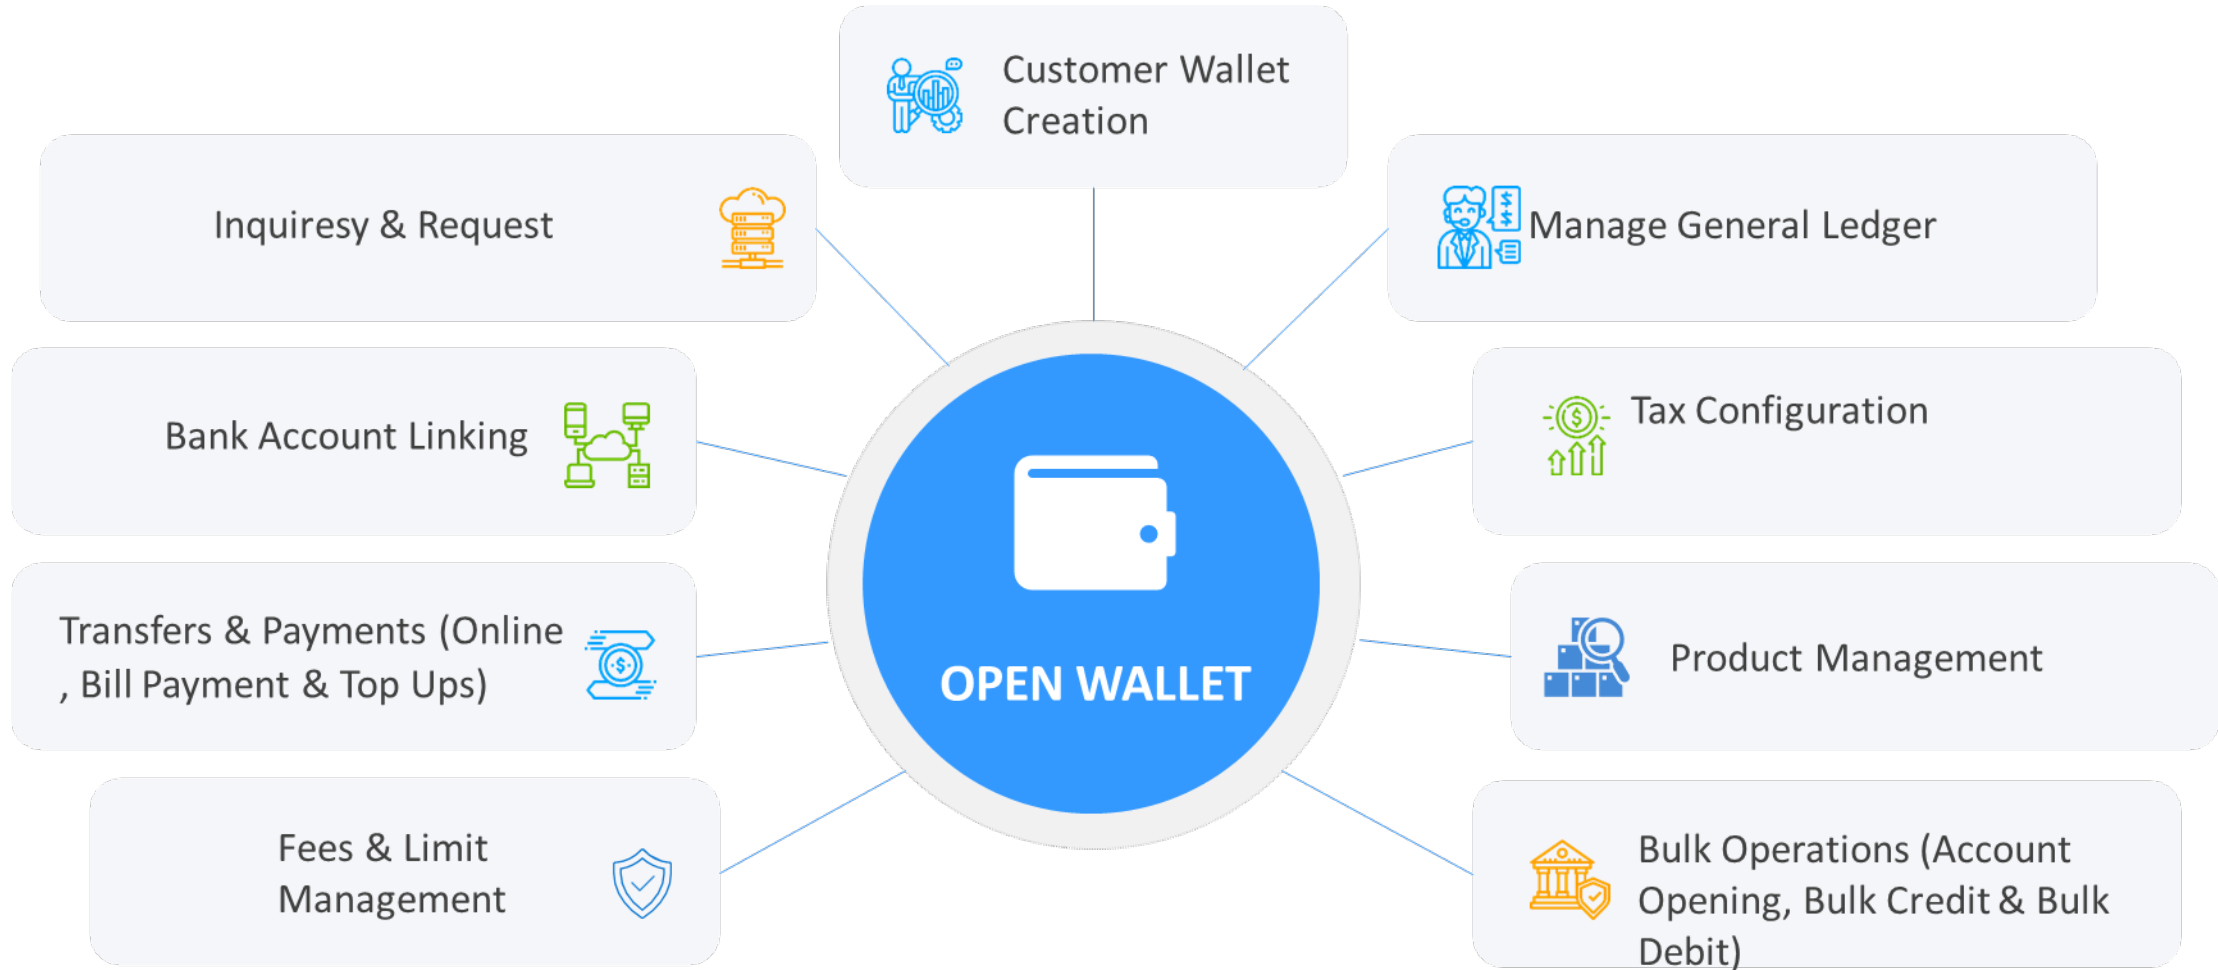 Customer Wallet
Creation
Inquiresy & Request
Manage General Ledger
Bank Account Linking
Tax Configuration
Transfers & Payments (Online
, Bill Payment & Top Ups)
Product Management
OPEN WALLET
Fees & Limit
Management
Bulk Operations (Account
Opening, Bulk Credit & Bulk
Debit)